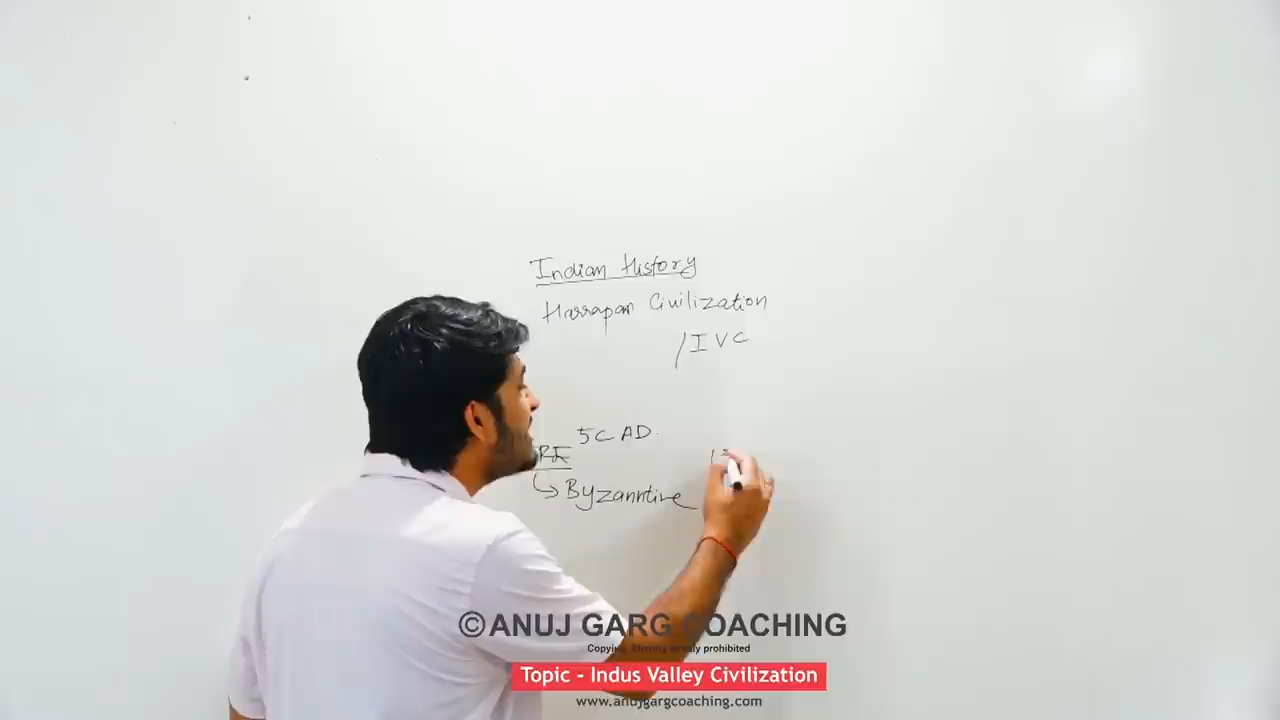 Indian History
Harrapan Civilization
/IVC
5C AD.
RE
↳ Byzanntine
©ANUJ GARG COACHING
Copying, Sharing strictly prohibited
Topic - Indus Valley Civilization
www.anujgargcoaching.com